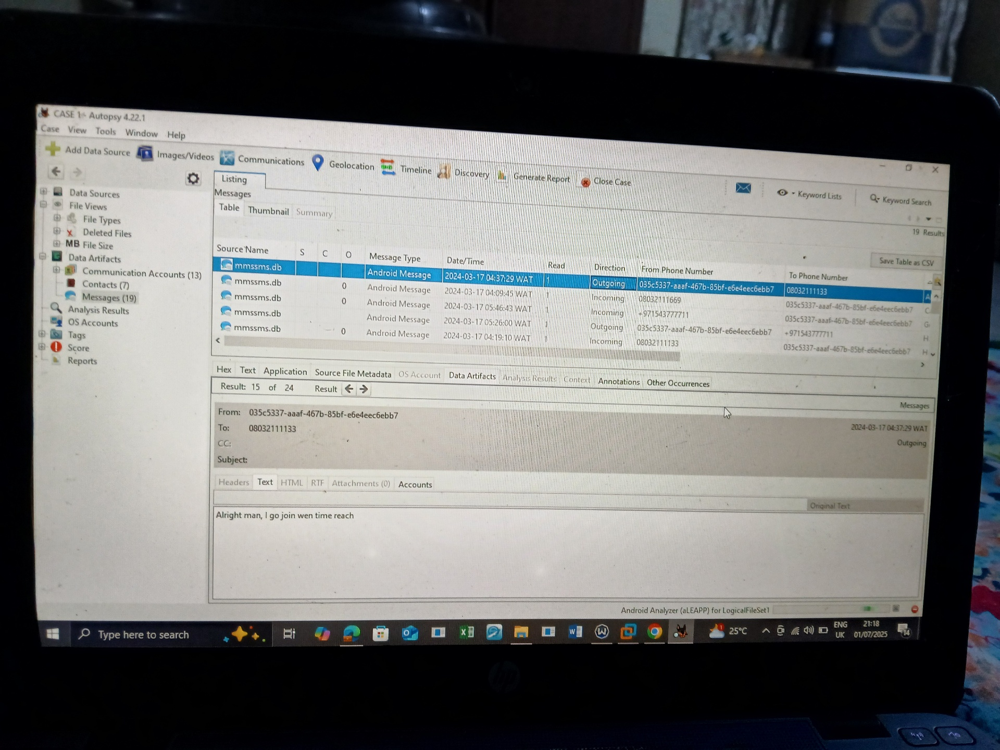 CASE 1 - Autopsy 4.22.1
Case View Tools Window Help
Add Data Source Images/Videos Communications Geolocation Timeline Discovery Generate Report Close Case Keyword Lists Keyword Search
Data Sources
File Views
File Types
Deleted Files
MB File Size
Data Artifacts
Communication Accounts (13)
Contacts (7)
Messages (19)
Analysis Results
OS Accounts
Tags
Score
Reports
Listing
Messages
Table Thumbnail Summary
19 Results
Save Table as CSV
Source Name S C O Message Type Date/Time Read Direction From Phone Number To Phone Number
mmssms.db Android Message 2024-03-17 04:37:29 WAT 1 Outgoing 035c5337-aaaf-467b-85bf-e6e4eec6ebb7 08032111133 A
mmssms.db 0 Android Message 2024-03-17 04:09:45 WAT 1 Incoming 08032111669 035c5337-aaaf-467b-85bf-e6e4eec6ebb7 C
mmssms.db 0 Android Message 2024-03-17 05:46:43 WAT 1 Incoming +971543777711 035c5337-aaaf-467b-85bf-e6e4eec6ebb7 G
mmssms.db Android Message 2024-03-17 05:26:00 WAT 1 Outgoing 035c5337-aaaf-467b-85bf-e6e4eec6ebb7 +971543777711 H
mmssms.db 0 Android Message 2024-03-17 04:19:10 WAT 1 Incoming 08032111133 035c5337-aaaf-467b-85bf-e6e4eec6ebb7 H
Hex Text Application Source File Metadata OS Account Data Artifacts Analysis Results Context Annotations Other Occurrences
Result: 15 of 24 Result
Messages
From: 035c5337-aaaf-467b-85bf-e6e4eec6ebb7 2024-03-17 04:37:29 WAT
To: 08032111133 Outgoing
CC:
Subject:
Headers Text HTML RTF Attachments (0) Accounts
Original Text
Alright man, I go join wen time reach
Android Analyzer (aLEAPP) for LogicalFileSet1
Type here to search 25°C ENG UK 21:18 01/07/2025 14
hp